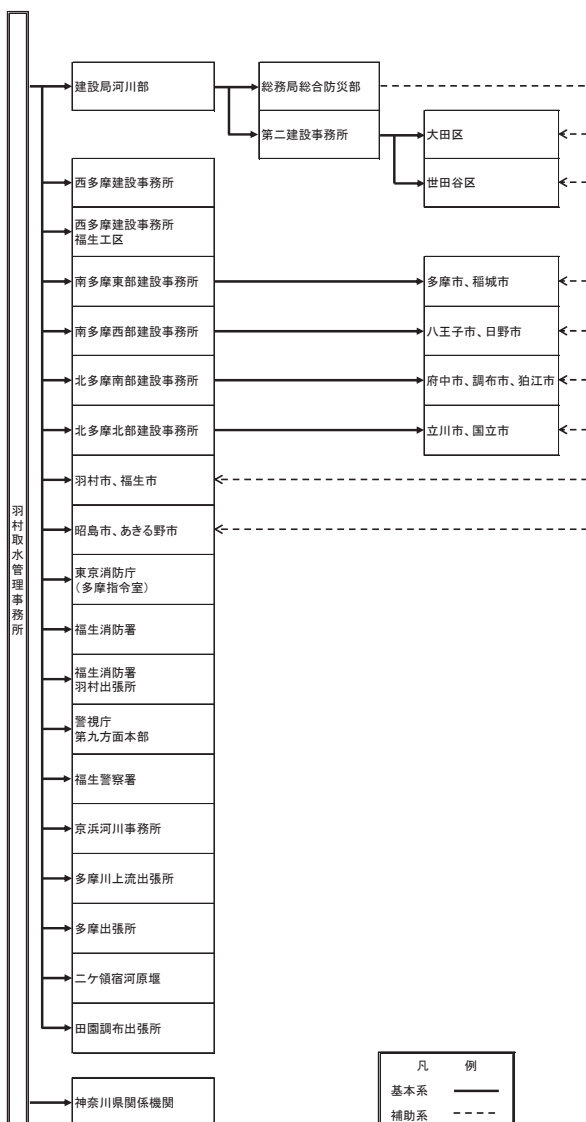 羽村取水管理事務所
建設局河川部
総務局総合防災部
第二建設事務所
大田区
世田谷区
西多摩建設事務所
西多摩建設事務所
福生工区
南多摩東部建設事務所
多摩市、稲城市
南多摩西部建設事務所
八王子市、日野市
北多摩南部建設事務所
府中市、調布市、狛江市
北多摩北部建設事務所
立川市、国立市
羽村市、福生市
昭島市、あきる野市
東京消防庁
（多摩指令室）
福生消防署
福生消防署
羽村出張所
警視庁
第九方面本部
福生警察署
京浜河川事務所
多摩川上流出張所
多摩出張所
二ケ領宿河原堰
田園調布出張所
神奈川県関係機関
凡　例
基本系
補助系